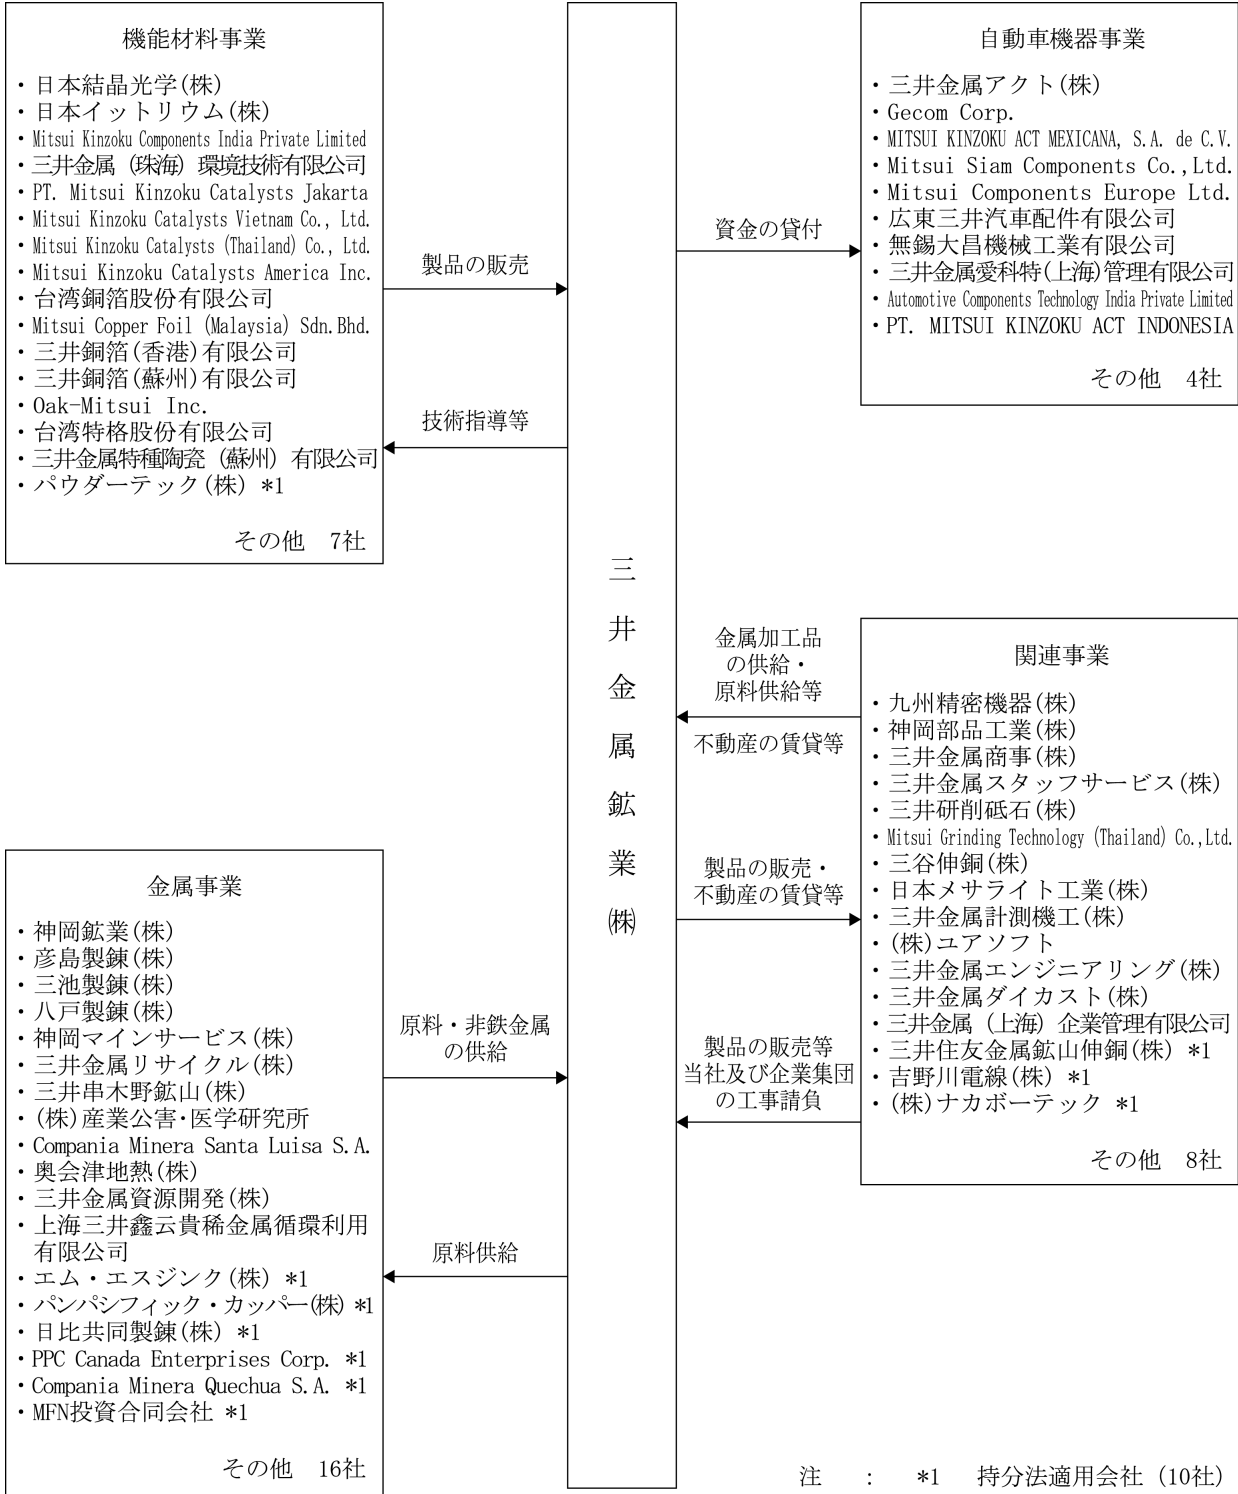 機能材料事業
・日本結晶光学(株)
・日本イットリウム(株)
・Mitsui Kinzoku Components India Private Limited
・三井金属（珠海）環境技術有限公司
・PT. Mitsui Kinzoku Catalysts Jakarta
・Mitsui Kinzoku Catalysts Vietnam Co., Ltd.
・Mitsui Kinzoku Catalysts (Thailand) Co., Ltd.
・Mitsui Kinzoku Catalysts America Inc.
・台湾銅箔股份有限公司
・Mitsui Copper Foil (Malaysia) Sdn.Bhd.
・三井銅箔(香港)有限公司
・三井銅箔(蘇州)有限公司
・Oak-Mitsui Inc.
・台湾特格股份有限公司
・三井金属特種陶瓷（蘇州）有限公司
・パウダーテック(株) *1
その他　7社
製品の販売
技術指導等
金属事業
・神岡鉱業(株)
・彦島製錬(株)
・三池製錬(株)
・八戸製錬(株)
・神岡マインサービス(株)
・三井金属リサイクル(株)
・三井串木野鉱山(株)
・(株)産業公害・医学研究所
・Compania Minera Santa Luisa S.A.
・奥会津地熱(株)
・三井金属資源開発(株)
・上海三井鑫云貴稀金属循環利用
有限公司
・エム・エスジンク(株) *1
・パンパシフィック・カッパー(株) *1
・日比共同製錬(株) *1
・PPC Canada Enterprises Corp. *1
・Compania Minera Quechua S.A. *1
・MFN投資合同会社 *1
その他　16社
原料・非鉄金属
の供給
原料供給
三井金属鉱業㈱
自動車機器事業
・三井金属アクト(株)
・Gecom Corp.
・MITSUI KINZOKU ACT MEXICANA, S.A. de C.V.
・Mitsui Siam Components Co.,Ltd.
・Mitsui Components Europe Ltd.
・広東三井汽車配件有限公司
・無錫大昌機械工業有限公司
・三井金属愛科特(上海)管理有限公司
・Automotive Components Technology India Private Limited
・PT. MITSUI KINZOKU ACT INDONESIA
その他　4社
資金の貸付
金属加工品
の供給・
原料供給等
不動産の賃貸等
製品の販売・
不動産の賃貸等
製品の販売等
当社及び企業集団
の工事請負
関連事業
・九州精密機器(株)
・神岡部品工業(株)
・三井金属商事(株)
・三井金属スタッフサービス(株)
・三井研削砥石(株)
・Mitsui Grinding Technology (Thailand) Co.,Ltd.
・三谷伸銅(株)
・日本メサライト工業(株)
・三井金属計測機工(株)
・(株)ユアソフト
・三井金属エンジニアリング(株)
・三井金属ダイカスト(株)
・三井金属（上海）企業管理有限公司
・三井住友金属鉱山伸銅(株) *1
・吉野川電線(株) *1
・(株)ナカボーテック *1
その他　8社
注　：　*1　持分法適用会社 (10社)